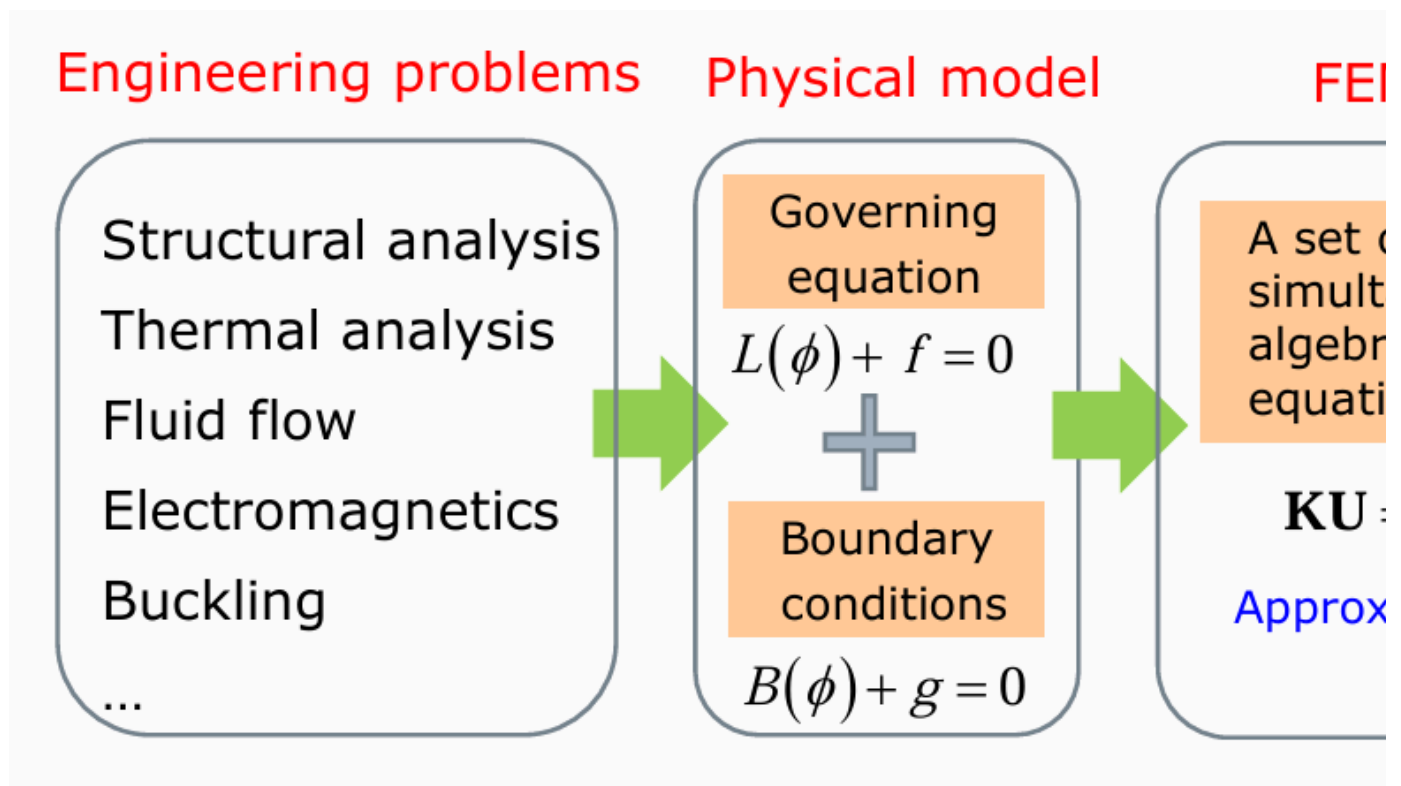 Engineering problems
Structural analysis
Thermal analysis
Fluid flow
Electromagnetics
Buckling
...
Physical model
Governing
equation
L(ϕ) + f = 0
Boundary
conditions
B(ϕ) + g = 0
A set
KU =